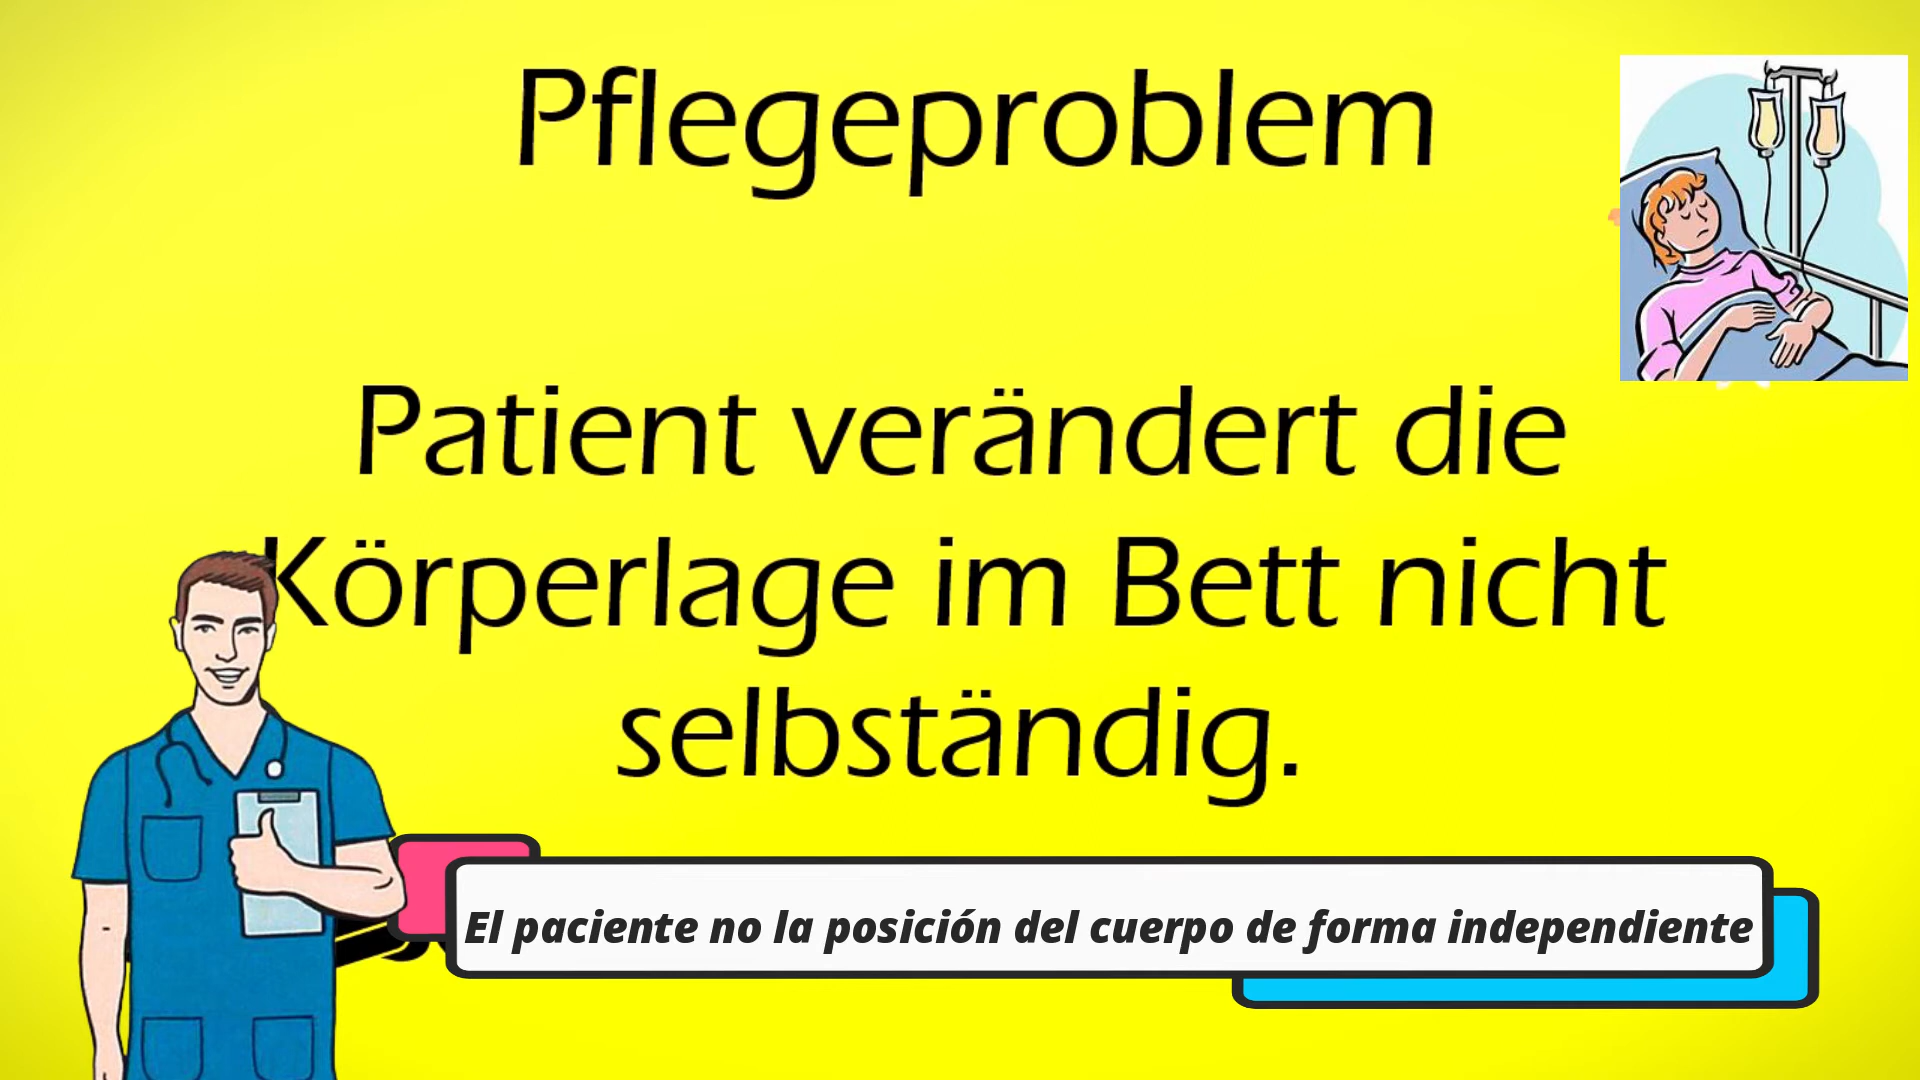 Pflegeproblem
Patient verändert die
Körperlage im Bett nicht
selbständig.
El paciente no la posición del cuerpo de forma independiente